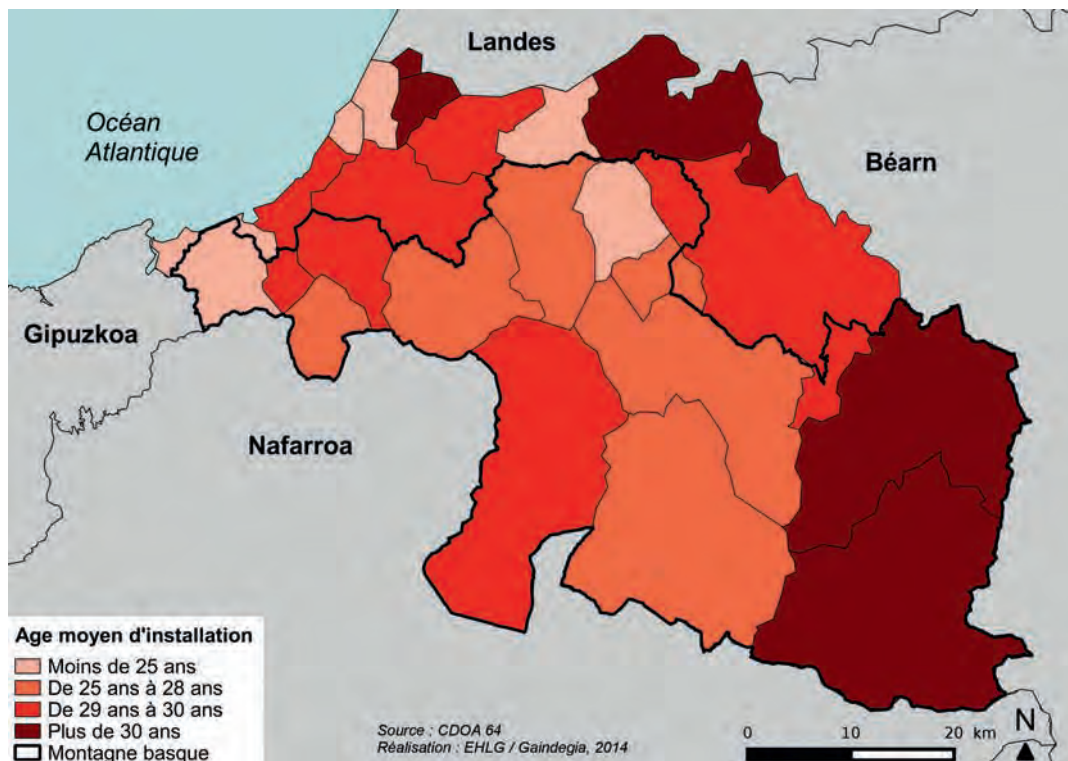 Landes
Océan
Atlantique
Béarn
Gipuzkoa
Nafarroa
Age moyen d'installation
Moins de 25 ans
De 25 ans à 28 ans
De 29 ans à 30 ans
Plus de 30 ans
Montagne basque
Source : CDOA 64
Réalisation : EHLG / Gaindegia, 2014
0 10 20 km
N